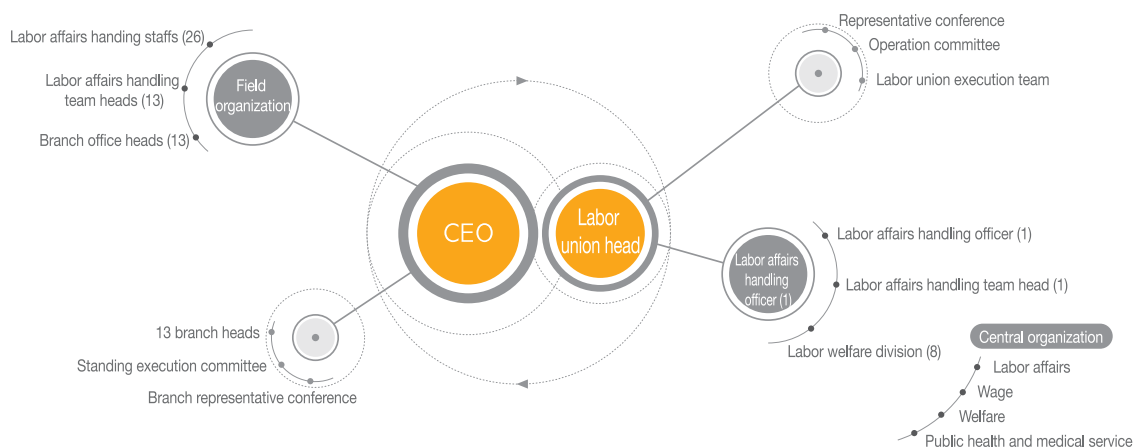 Labor affairs handing staffs (26)
Labor affairs handling
team heads (13)
Branch office heads (13)
Field
organization
Representative conference
Operation committee
Labor union execution team
CEO
Labor
union head
Labor affairs
handling
officer (1)
Labor affairs handling officer (1)
Labor affairs handling team head (1)
Labor welfare division (8)
13 branch heads
Standing execution committee
Branch representative conference
Central organization
Labor affairs
Wage
Welfare
Public health and medical service